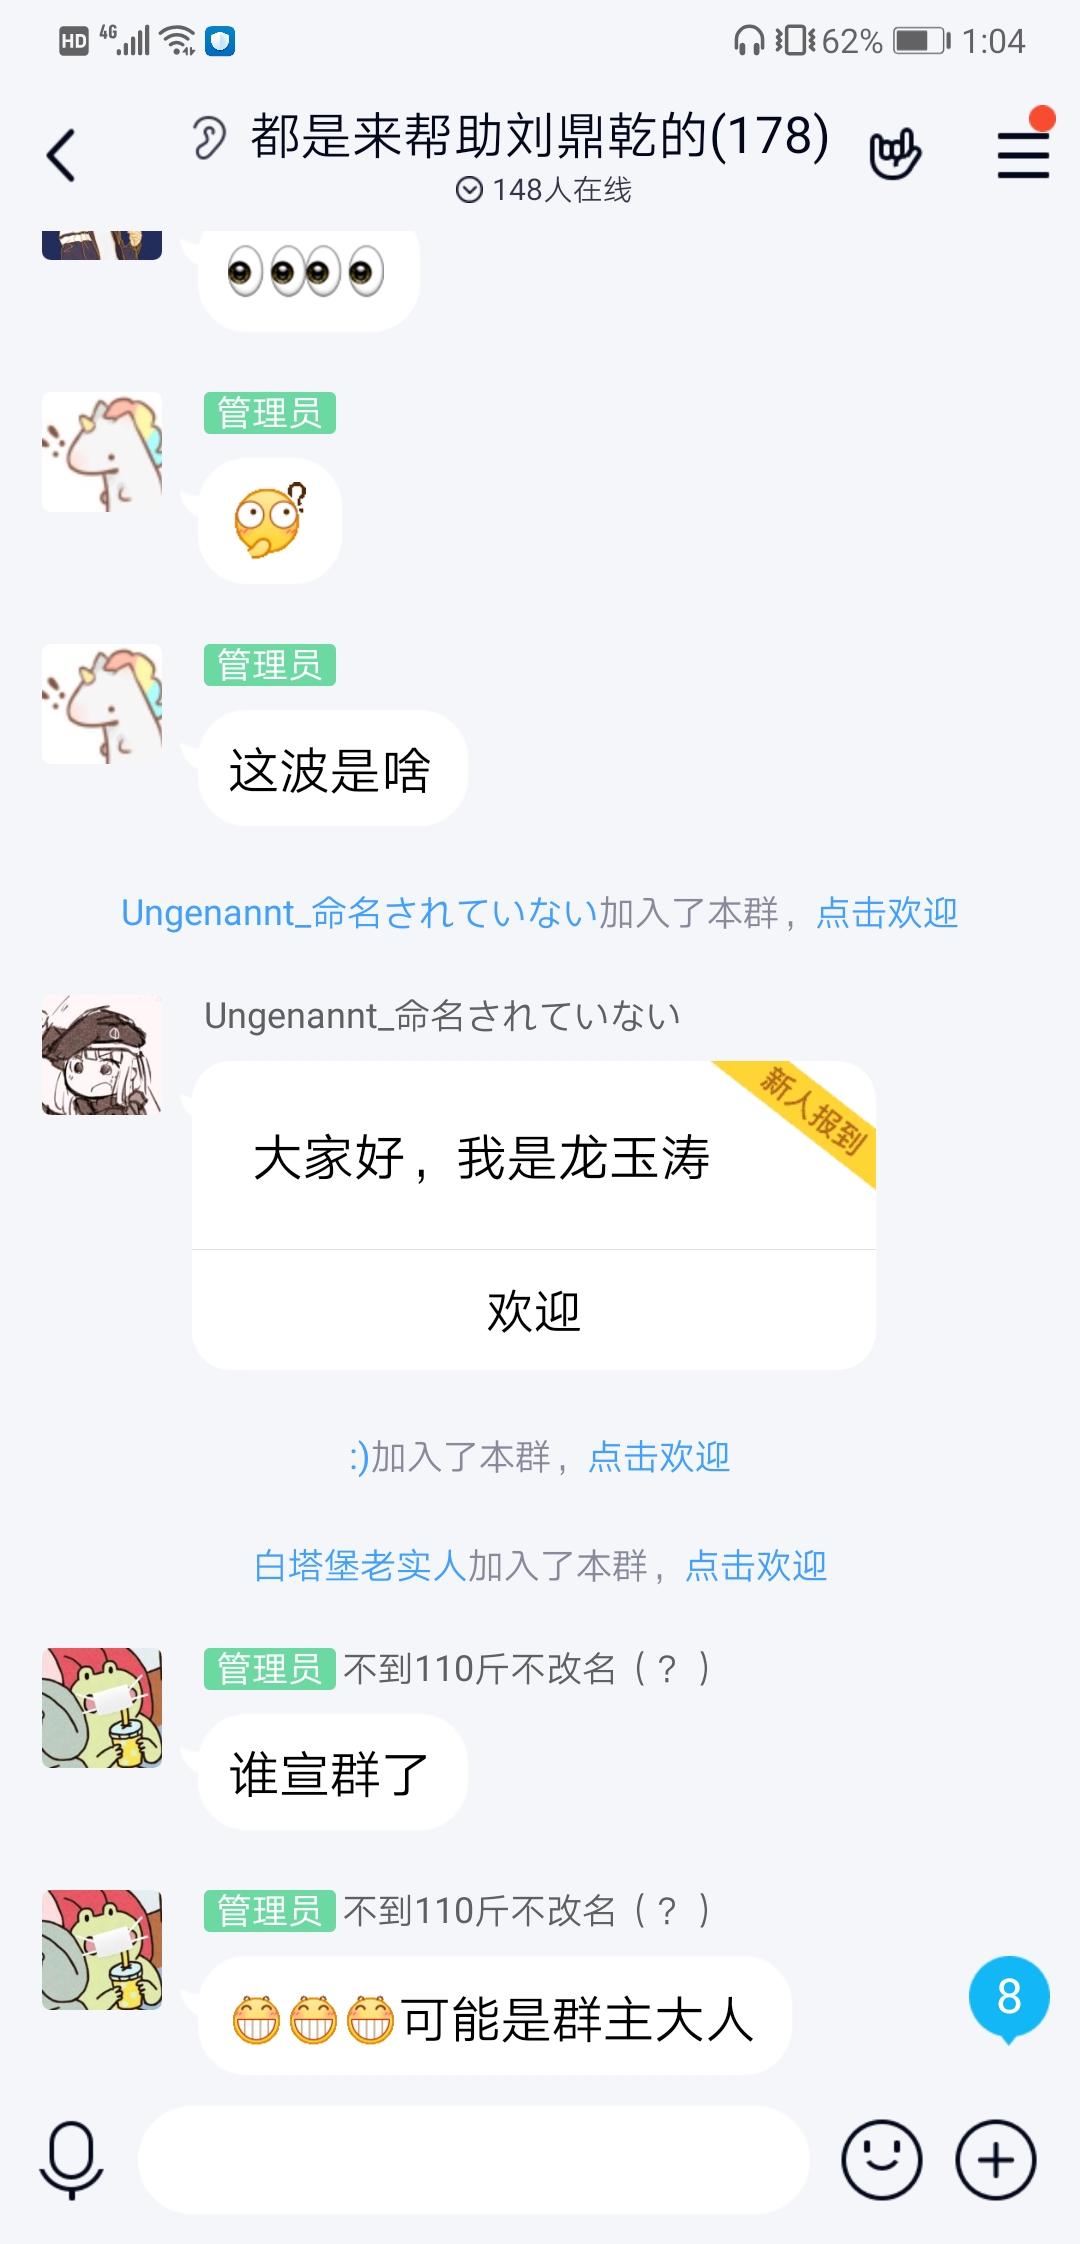 HD 4G 62% 1:04
都是来帮助刘鼎乾的(178)
148人在线
管理员
管理员
这波是啥
Ungenannt_命名されていない加入了本群，点击欢迎
Ungenannt_命名されていない
新人报到
大家好，我是龙玉涛
欢迎
:)加入了本群，点击欢迎
白塔堡老实人加入了本群，点击欢迎
管理员 不到110斤不改名（？）
谁宣群了
管理员 不到110斤不改名（？）
😁😁😁可能是群主大人
8